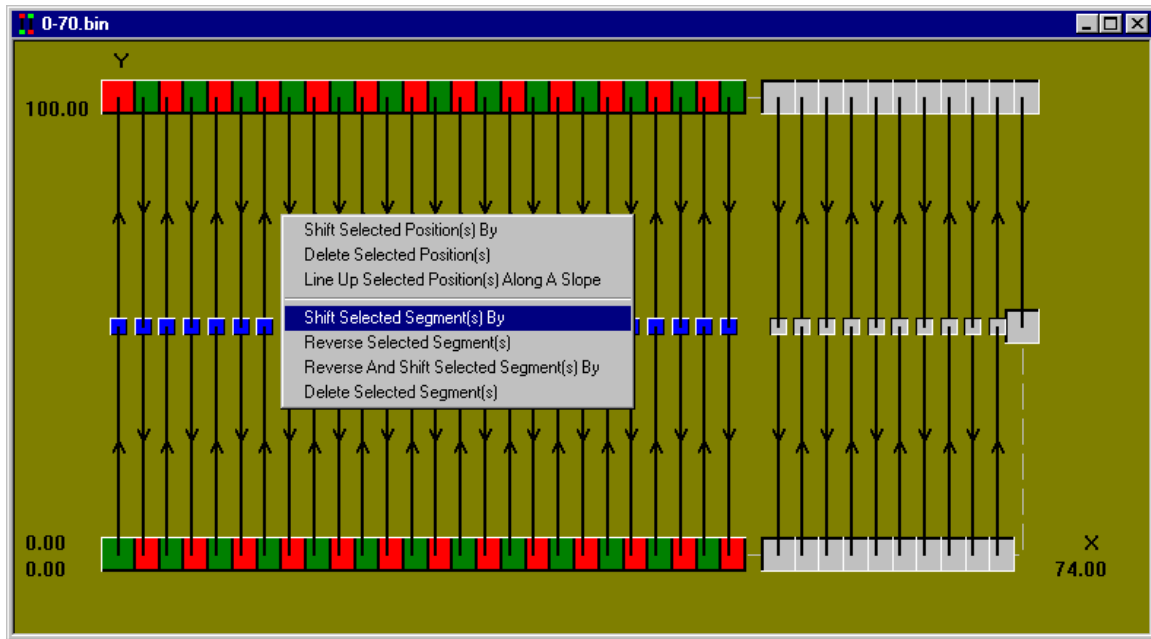 0-70.bin
Y
100.00
Shift Selected Position(s) By
Delete Selected Position(s)
Line Up Selected Position(s) Along A Slope
Shift Selected Segment(s) By
Reverse Selected Segment(s)
Reverse And Shift Selected Segment(s) By
Delete Selected Segment(s)
0.00
0.00
X
74.00